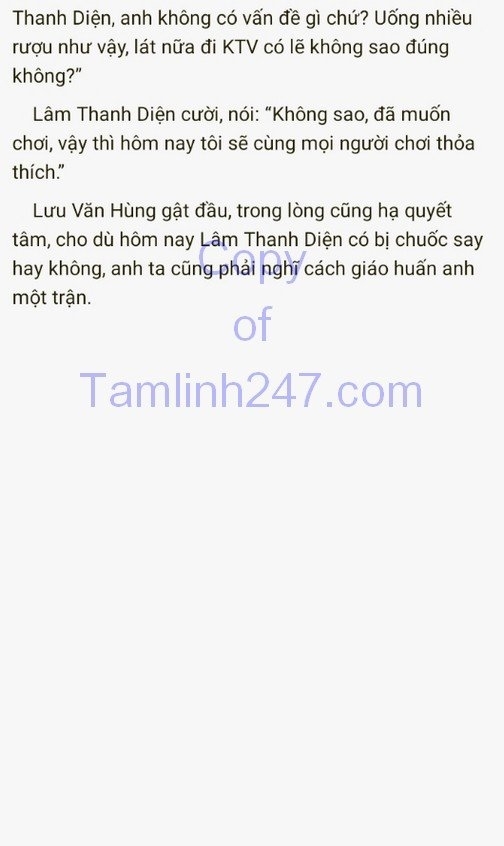 Thanh Diện, anh không có vấn đề gì chứ? Uống nhiều
rượu như vậy, lát nữa đi KTV có lẽ không sao đúng
không?”
Lâm Thanh Diện cười, nói: “Không sao, đã muốn
chơi, vậy thì hôm nay tôi sẽ cùng mọi người chơi thỏa
thích.”
Lưu Văn Hùng gật đầu, trong lòng cũng hạ quyết
tâm, cho dù hôm nay Lâm Thanh Diện có bị chuốc say
hay không, anh ta cũng phải nghĩ cách giáo huấn anh
một trận.
Copy
of
Tamlinh247.com